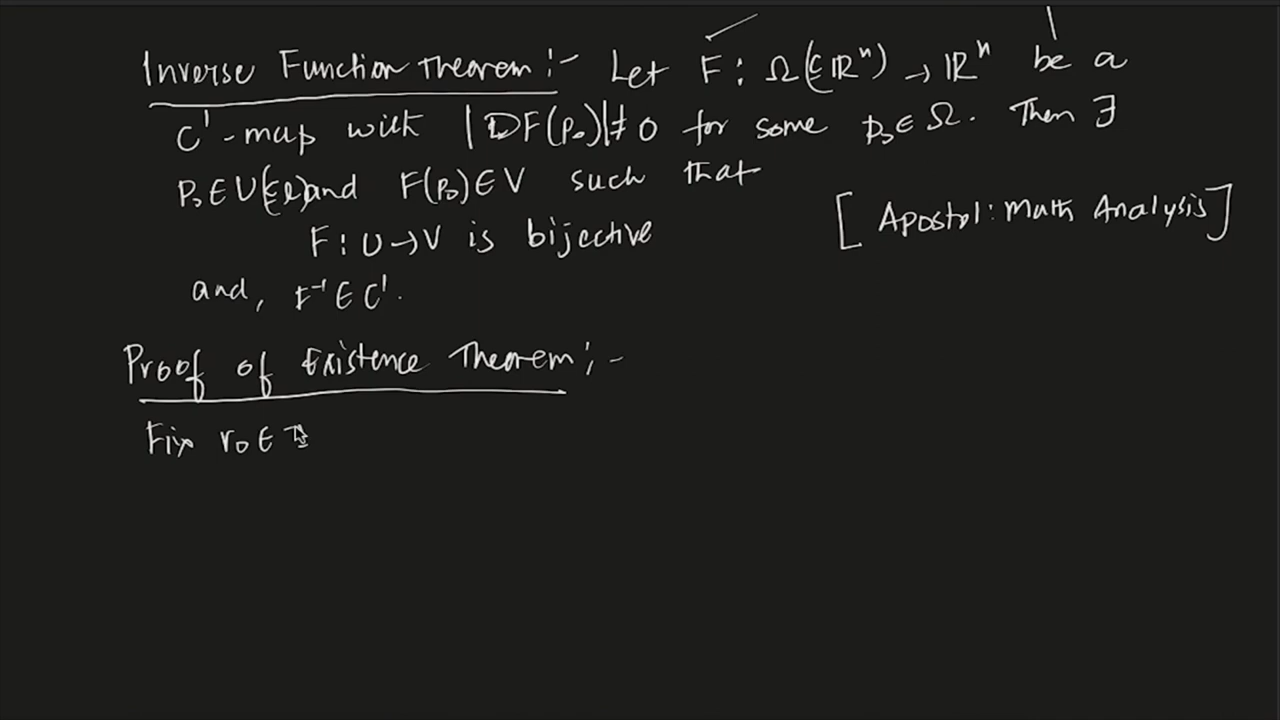 Inverse Function Theorem :- Let F : Ω(⊆ ℝⁿ) → ℝⁿ be a
C¹-map with |DF(p₀)| ≠ 0 for some p₀ ∈ Ω. Then ∃
p₀ ∈ U(⊆Ω) and F(p₀) ∈ V such that
[Apostol : Math Analysis]
F : U → V is bijective
and, F⁻¹ ∈ C¹.
Proof of Existence Theorem :-
Fix r₀ ∈